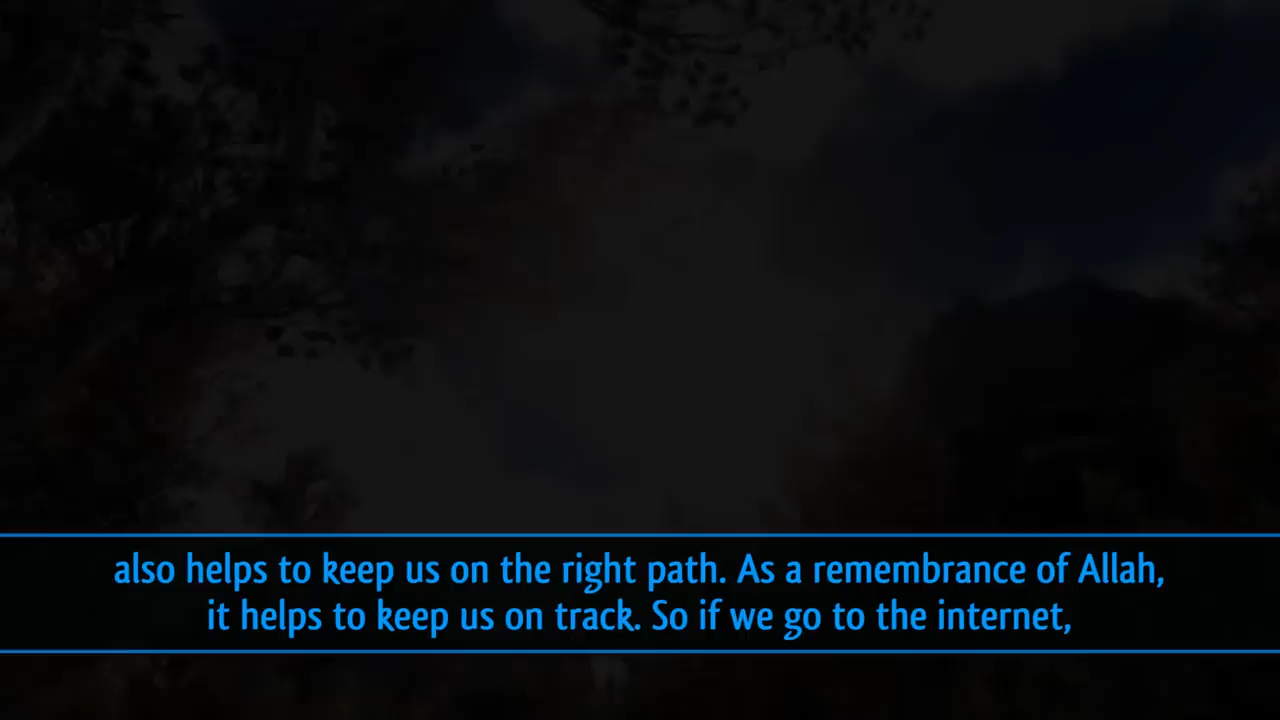 also helps to keep us on the right path. As a remembrance of Allah,
it helps to keep us on track. So if we go to the internet,